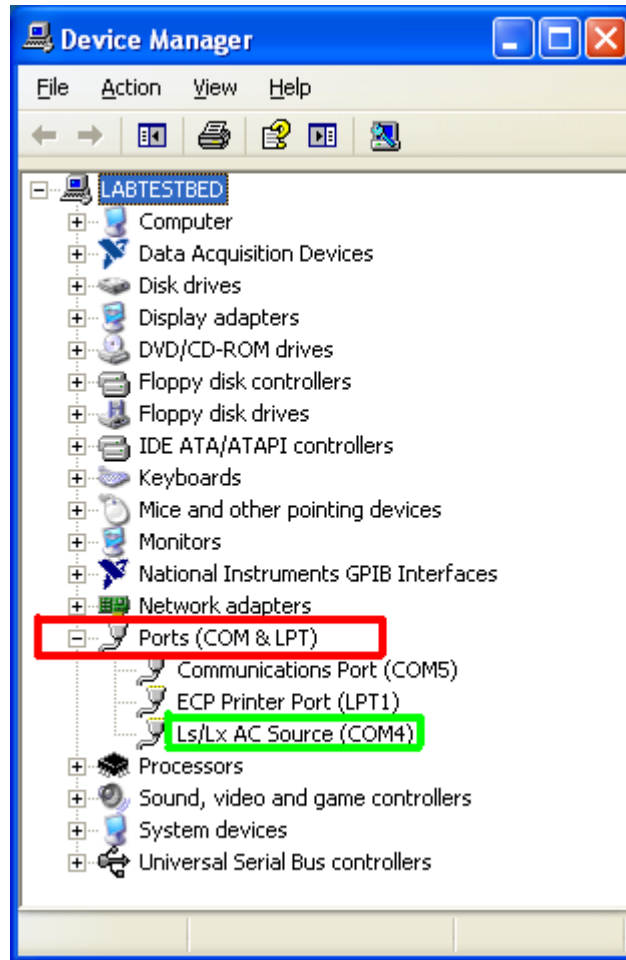 Device Manager
File Action View Help
LABTESTBED
Computer
Data Acquisition Devices
Disk drives
Display adapters
DVD/CD-ROM drives
Floppy disk controllers
Floppy disk drives
IDE ATA/ATAPI controllers
Keyboards
Mice and other pointing devices
Monitors
National Instruments GPIB Interfaces
Network adapters
Ports (COM & LPT)
Communications Port (COM5)
ECP Printer Port (LPT1)
Ls/Lx AC Source (COM4)
Processors
Sound, video and game controllers
System devices
Universal Serial Bus controllers